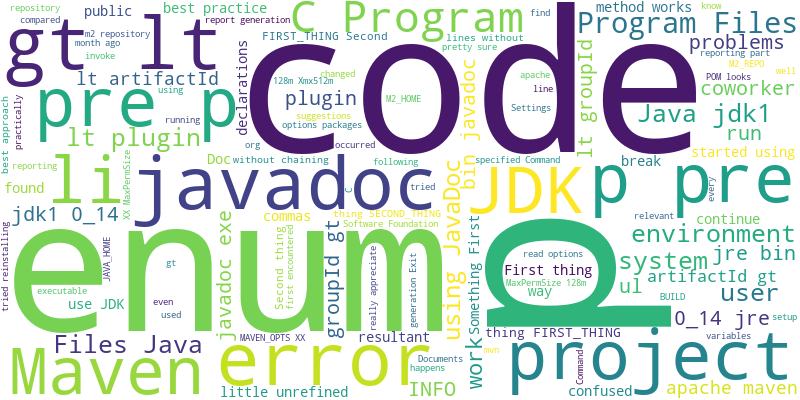 repository
compared
public
best practice
report generation
C Program
find
method works
know
Program Files
gt lt
m2 repository
month ago
invoke
FIRST_THING Second
lines without
pretty sure
reporting part
problems
M2_REPO
lt artifactId
code
128m Xmx512m
changed
apache
POM looks
well
coworker
pre p
declarations
plugin
M2_HOME
line
suggestions
Settings
options packages
lt groupId
Java jdk1
run
best approach
practically
using
lt plugin
running
org
occurred
bin javadoc
started using
li
XX MaxPermSize
reporting
Doc
without chaining
following
specified Command
break
every
p pre
found
javadoc
C
tried
JDK
relevant
continue
jdk1 0_14
commas
thing SECOND_THING
Software Foundation
environment
tried reinstalling
enum
JAVA_HOME
javadoc exe
Second thing
first encountered
groupId gt
really appreciate
using JavaDoc
something First
q
read options
First thing
MaxPermSize 128m
way
system
jre bin
artifactId gt
gt
executable
use JDK
even
used
generation Exit
ul
BUILD
user
thing FIRST_THING
0_14 jre
setup
Files Java
MAVEN_OPTS XX
resultant
Documents
happens
work
mvn
project
variables
Maven
error
little unrefined
INFO
Command
confused
apache maven